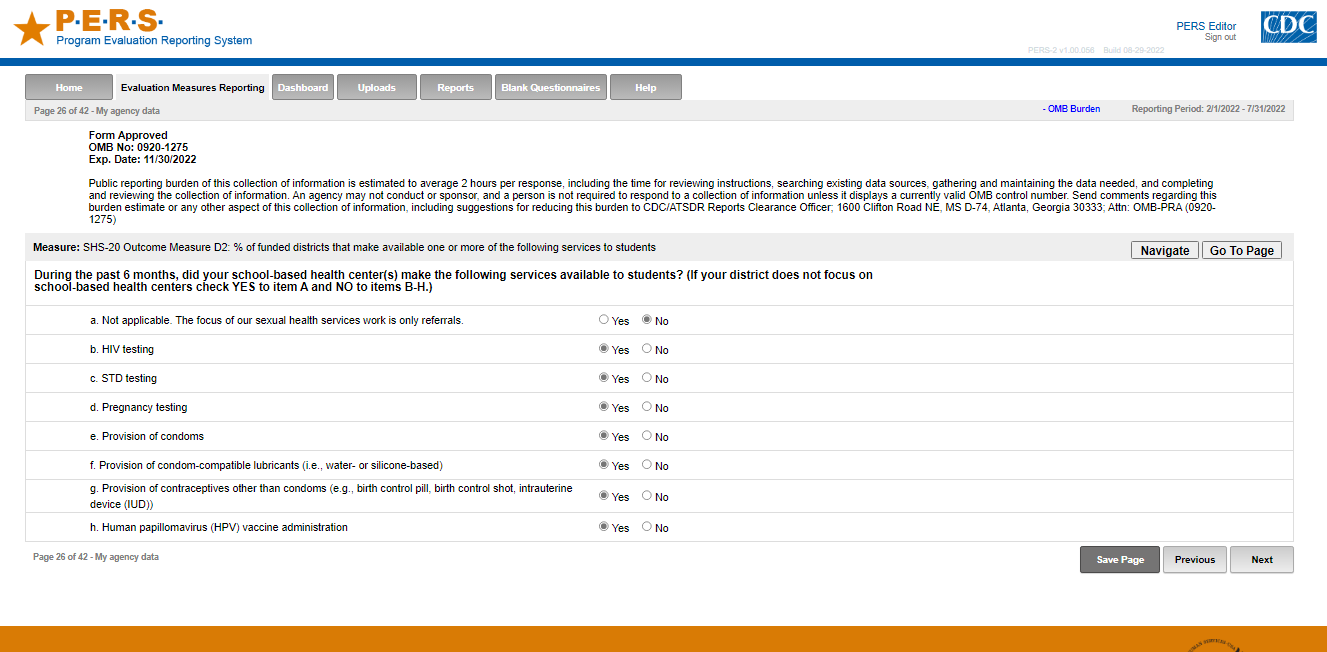 P·E·R·S·
Program Evaluation Reporting System
PERS Editor
Sign out
CDC
PERS-2 v1.00.056 Build 08-29-2022
Home Evaluation Measures Reporting Dashboard Uploads Reports Blank Questionnaires Help
Page 26 of 42 - My agency data - OMB Burden Reporting Period: 2/1/2022 - 7/31/2022
Form Approved
OMB No: 0920-1275
Exp. Date: 11/30/2022
Public reporting burden of this collection of information is estimated to average 2 hours per response, including the time for reviewing instructions, searching existing data sources, gathering and maintaining the data needed, and completing
and reviewing the collection of information. An agency may not conduct or sponsor, and a person is not required to respond to a collection of information unless it displays a currently valid OMB control number. Send comments regarding this
burden estimate or any other aspect of this collection of information, including suggestions for reducing this burden to CDC/ATSDR Reports Clearance Officer; 1600 Clifton Road NE, MS D-74, Atlanta, Georgia 30333; Attn: OMB-PRA (0920-
1275)
Measure: SHS-20 Outcome Measure D2: % of funded districts that make available one or more of the following services to students
Navigate Go To Page
During the past 6 months, did your school-based health center(s) make the following services available to students? (If your district does not focus on
school-based health centers check YES to item A and NO to items B-H.)
a. Not applicable. The focus of our sexual health services work is only referrals. Yes No
b. HIV testing Yes No
c. STD testing Yes No
d. Pregnancy testing Yes No
e. Provision of condoms Yes No
f. Provision of condom-compatible lubricants (i.e., water- or silicone-based) Yes No
g. Provision of contraceptives other than condoms (e.g., birth control pill, birth control shot, intrauterine
device (IUD)) Yes No
h. Human papillomavirus (HPV) vaccine administration Yes No
Page 26 of 42 - My agency data
Save Page Previous Next